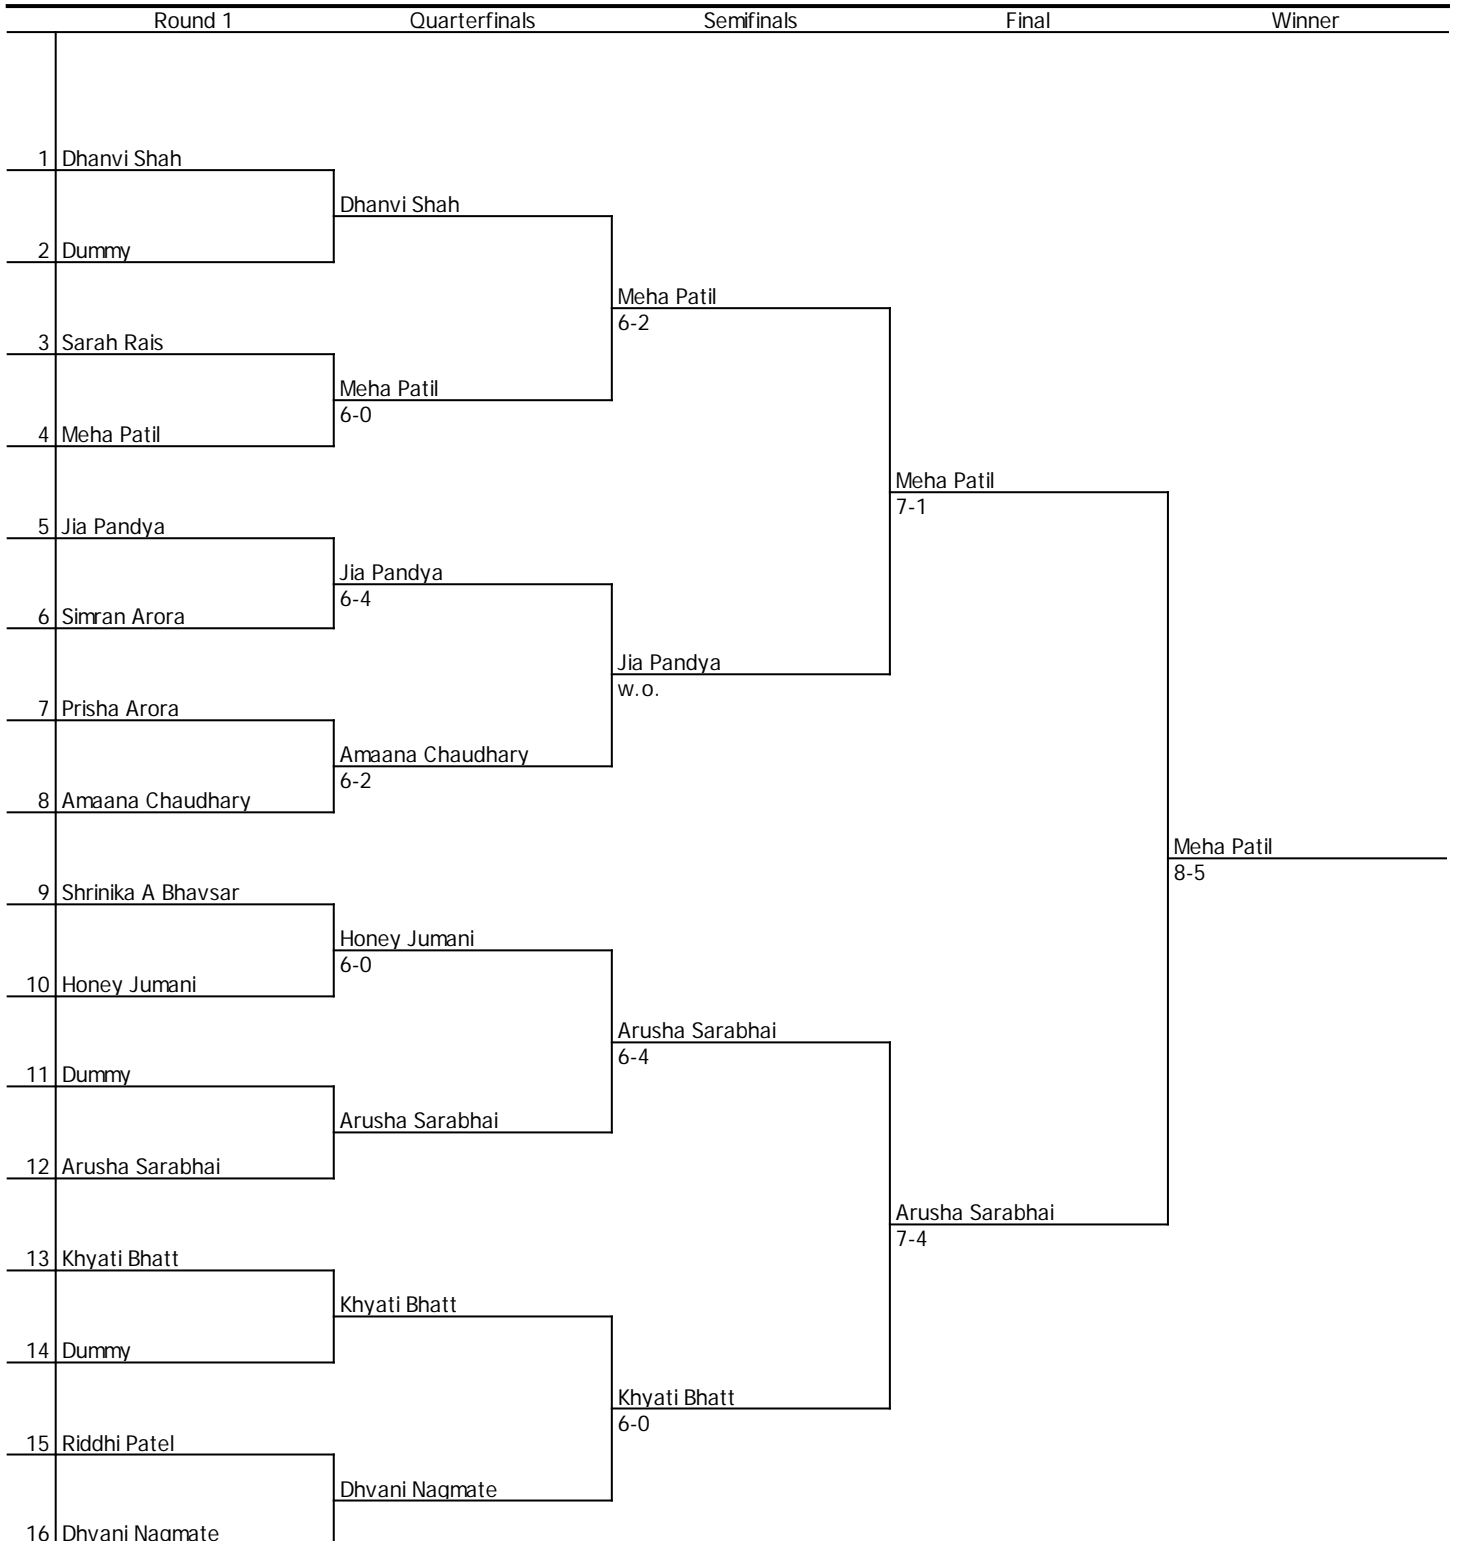 Round 1 Quarterfinals Semifinals Final Winner
1 Dhanvi Shah
Dhanvi Shah
2 Dummy
Meha Patil
6-2
3 Sarah Rais
Meha Patil
6-0
4 Meha Patil
Meha Patil
7-1
5 Jia Pandya
Jia Pandya
6-4
6 Simran Arora
Jia Pandya
w.o.
7 Prisha Arora
Amaana Chaudhary
6-2
8 Amaana Chaudhary
Meha Patil
8-5
9 Shrinika A Bhavsar
Honey Jumani
6-0
10 Honey Jumani
Arusha Sarabhai
6-4
11 Dummy
Arusha Sarabhai
12 Arusha Sarabhai
Arusha Sarabhai
7-4
13 Khyati Bhatt
Khyati Bhatt
14 Dummy
Khyati Bhatt
6-0
15 Riddhi Patel
Dhvani Nagmate
16 Dhvani Nagmate